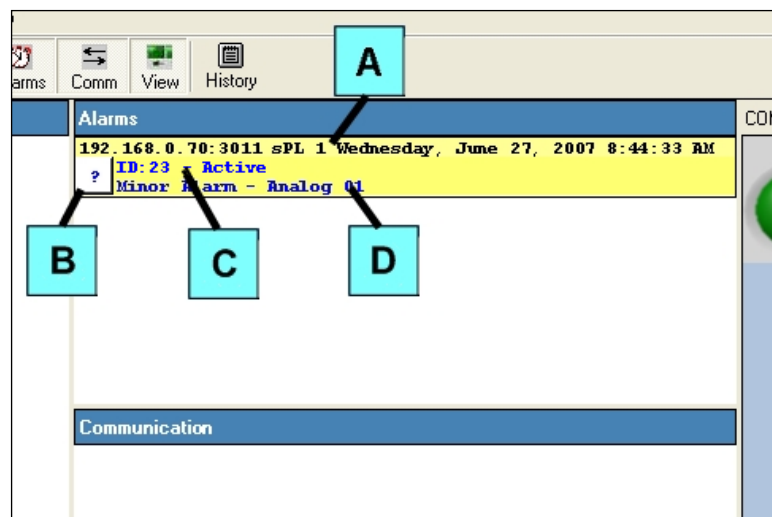 arms Comm View History
A
Alarms
CON
192.168.0.70:3011 sPL 1 Wednesday, June 27, 2007 8:44:33 AM
? ID:23 - Active
Minor Alarm - Analog 01
B
C
D
Communication